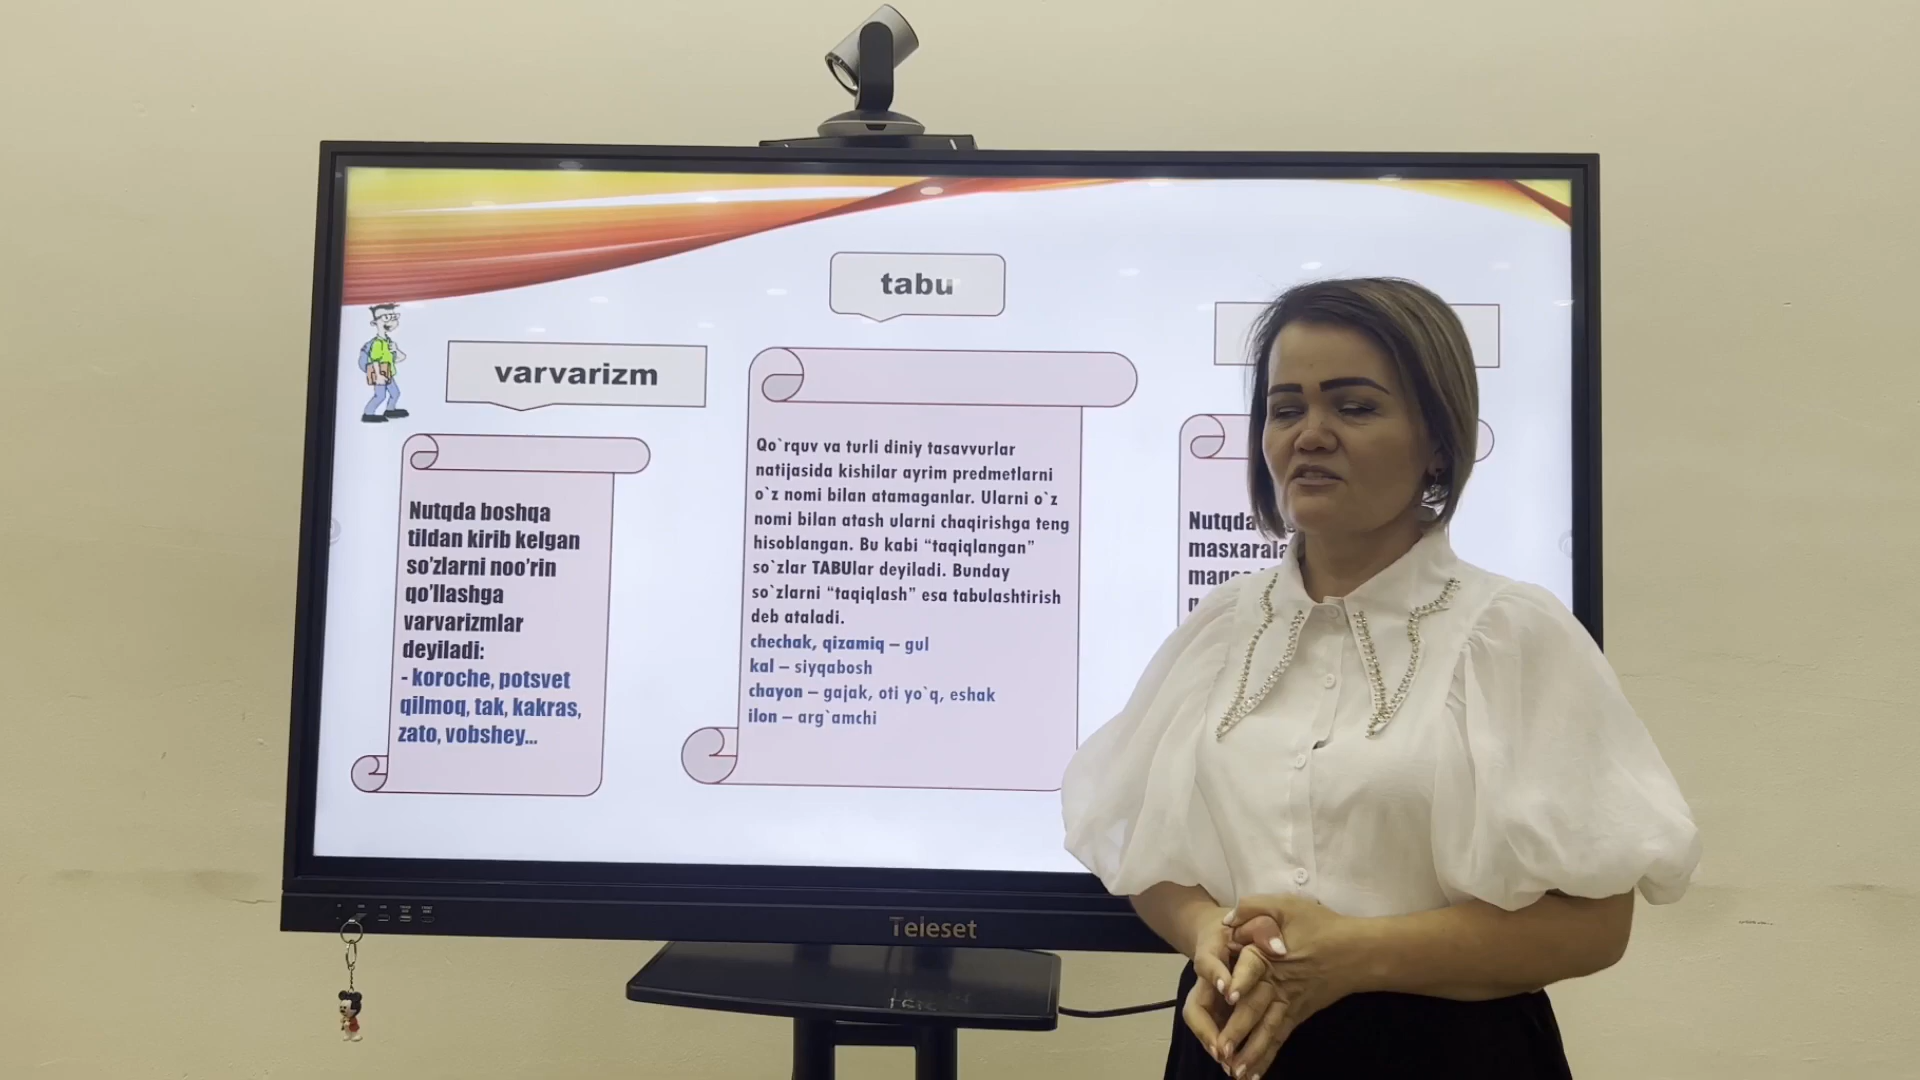 tabu
varvarizm
Nutqda boshqa
tildan kirib kelgan
so'zlarni noo'rin
qo'llashga
varvarizmlar
deyiladi:
- koroche, potsvet
qilmoq, tak, kakras,
zato, vobshey...
Qo`rquv va turli diniy tasavvurlar
natijasida kishilar ayrim predmetlarni
o`z nomi bilan atamaganlar. Ularni o`z
nomi bilan atash ularni chaqirishga teng
hisoblangan. Bu kabi “taqiqlangan”
so`zlar TABUlar deyiladi. Bunday
so`zlarni “taqiqlash” esa tabulashtirish
deb ataladi.
chechak, qizamiq – gul
kal – siyqabosh
chayon – gajak, oti yo`q, eshak
ilon – arg`amchi
Nutqda
Teleset